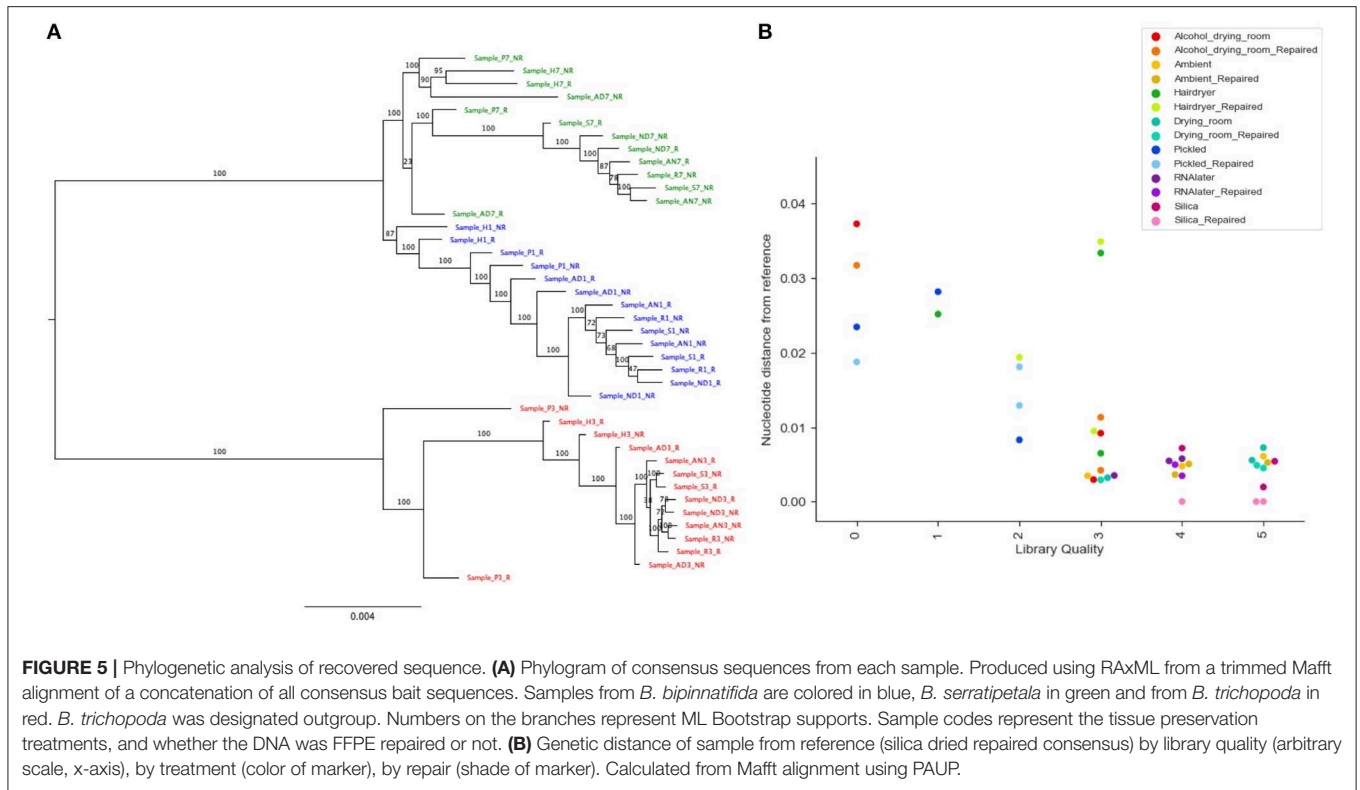 A
Sample_P7_NR
100
95
Sample_H7_NR
90
Sample_H7_R
Sample_AD7_NR
100
100
Sample_P7_R
100
Sample_S7_R
Sample_ND7_NR
100
Sample_ND7_R
100
Sample_AN7_R
87
Sample_R7_NR
78
Sample_S7_NR
100
Sample_AN7_NR
23
100
Sample_AD7_R
Sample_H1_NR
87
Sample_H1_R
100
Sample_P1_R
100
Sample_P1_NR
100
Sample_AD1_R
100
Sample_AD1_NR
100
Sample_AN1_R
100
Sample_R1_NR
72
Sample_S1_NR
73
Sample_AN1_NR
68
Sample_S1_R
100
Sample_R1_R
47
Sample_ND1_R
100
Sample_ND1_NR
Sample_P3_NR
Sample_H3_R
100
Sample_H3_NR
100
Sample_AD3_R
100
Sample_AN3_R
Sample_S3_NR
100
100
Sample_S3_R
Sample_ND3_R
Sample_ND3_NR
72
Sample_AN3_NR
Sample_R3_NR
100
Sample_R3_R
100
Sample_AD3_NR
100
Sample_P3_R
0.004
B
Alcohol_drying_room
Alcohol_drying_room_Repaired
Ambient
Ambient_Repaired
Hairdryer
Hairdryer_Repaired
Drying_room
Drying_room_Repaired
Pickled
Pickled_Repaired
RNAlater
RNAlater_Repaired
Silica
Silica_Repaired
Nucleotide distance from reference
0.04
0.03
0.02
0.01
0.00
0 1 2 3 4 5
Library Quality
FIGURE 5 | Phylogenetic analysis of recovered sequence. (A) Phylogram of consensus sequences from each sample. Produced using RAxML from a trimmed Mafft
alignment of a concatenation of all consensus bait sequences. Samples from B. bipinnatifida are colored in blue, B. serratipetala in green and from B. trichopoda in
red. B. trichopoda was designated outgroup. Numbers on the branches represent ML Bootstrap supports. Sample codes represent the tissue preservation
treatments, and whether the DNA was FFPE repaired or not. (B) Genetic distance of sample from reference (silica dried repaired consensus) by library quality (arbitrary
scale, x-axis), by treatment (color of marker), by repair (shade of marker). Calculated from Mafft alignment using PAUP.